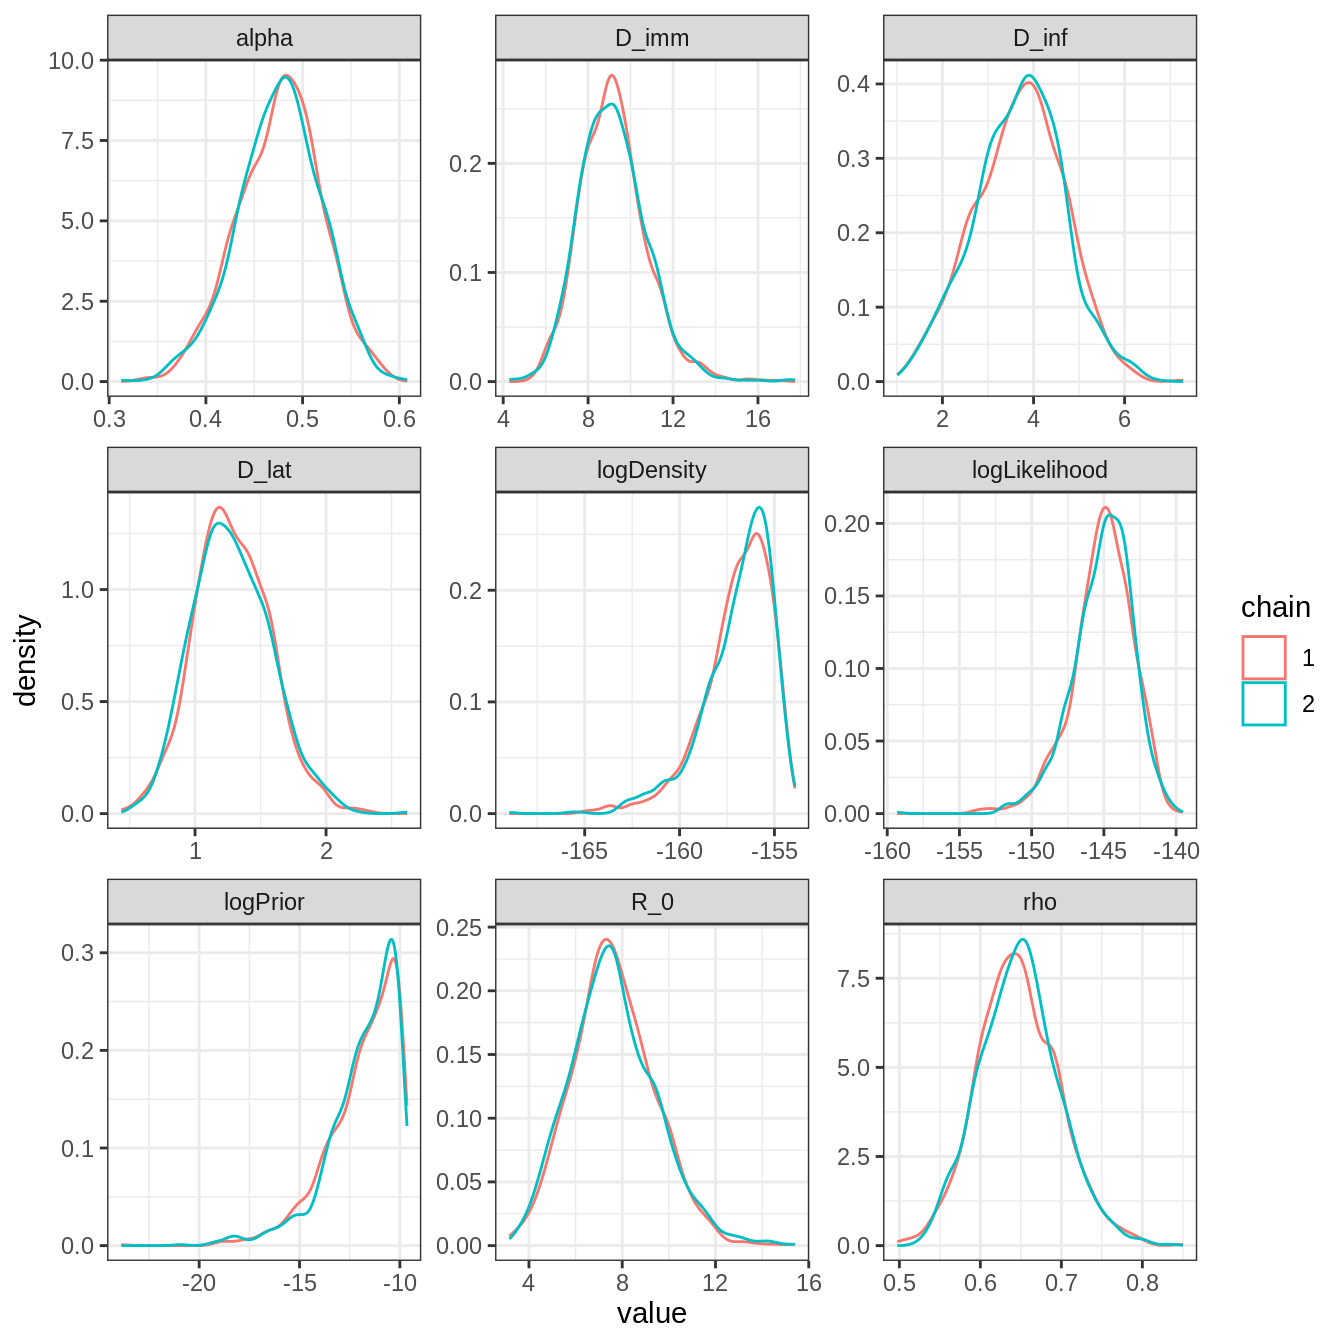 alpha D_imm D_inf
10.0
7.5
5.0
2.5
0.0
0.3 0.4 0.5 0.6
0.2
0.1
0.0
4 8 12 16
0.4
0.3
0.2
0.1
0.0
2 4 6
D_lat logDensity logLikelihood
1.0
0.5
0.0
1 2
0.2
0.1
0.0
-165 -160 -155
0.20
0.15
0.10
0.05
0.00
-160 -155 -150 -145 -140
logPrior R_0 rho
0.3
0.2
0.1
0.0
-20 -15 -10
0.25
0.20
0.15
0.10
0.05
0.00
4 8 12 16
7.5
5.0
2.5
0.0
0.5 0.6 0.7 0.8
density
value
chain
1
2